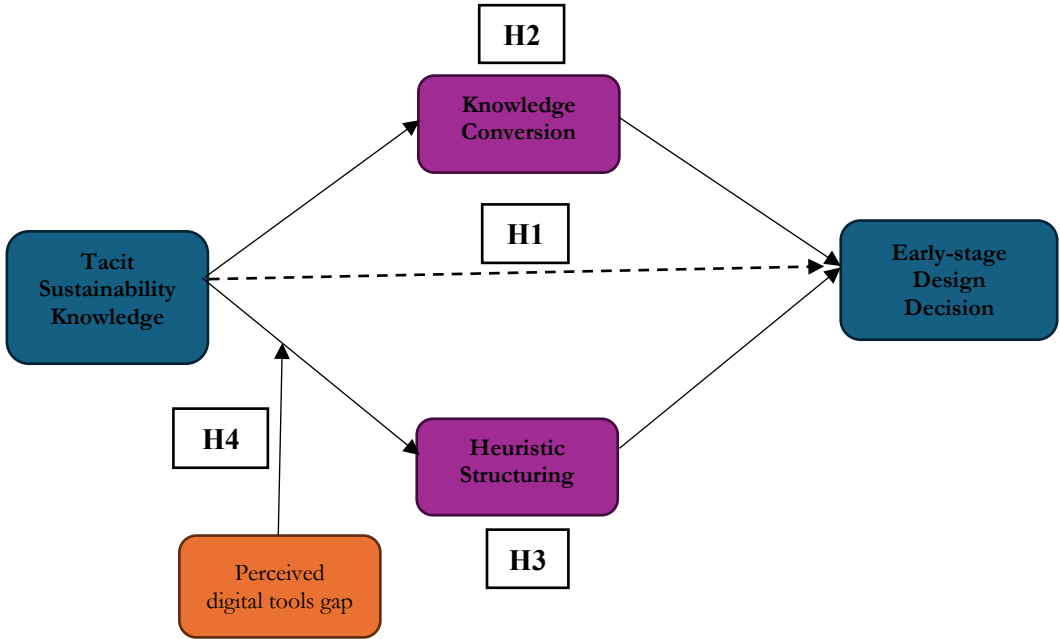 H2
Knowledge
Conversion
H1
Tacit
Sustainability
Knowledge
Early-stage
Design
Decision
H4
Heuristic
Structuring
H3
Perceived
digital tools gap